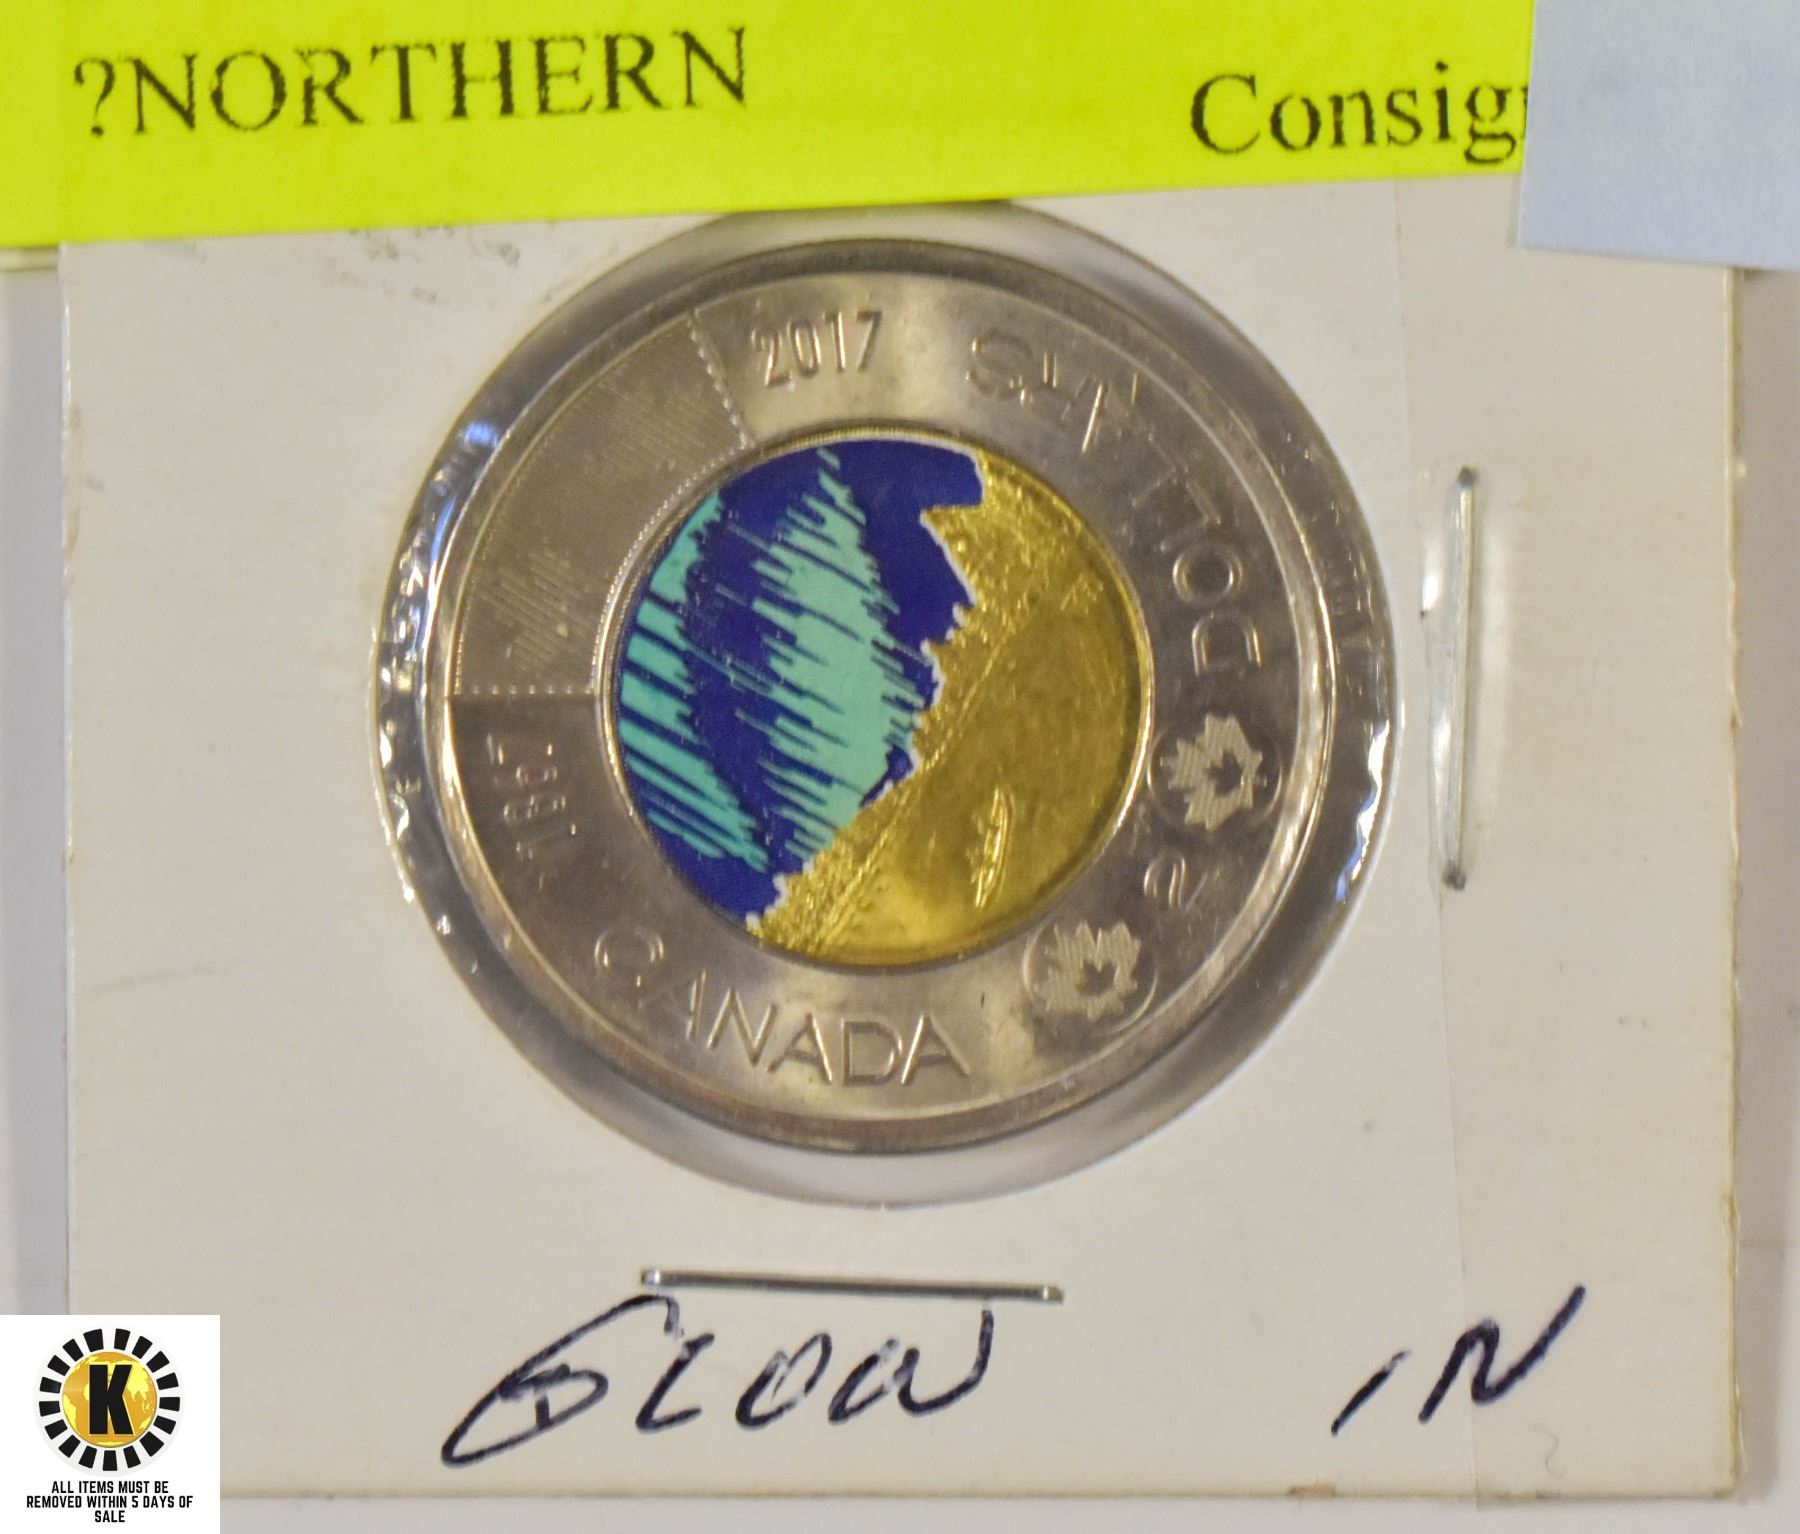 ?NORTHERN Consig
2017
1867
CANADA
2 DOLLARS
GLOW IN
K
ALL ITEMS MUST BE
REMOVED WITHIN 5 DAYS OF
SALE